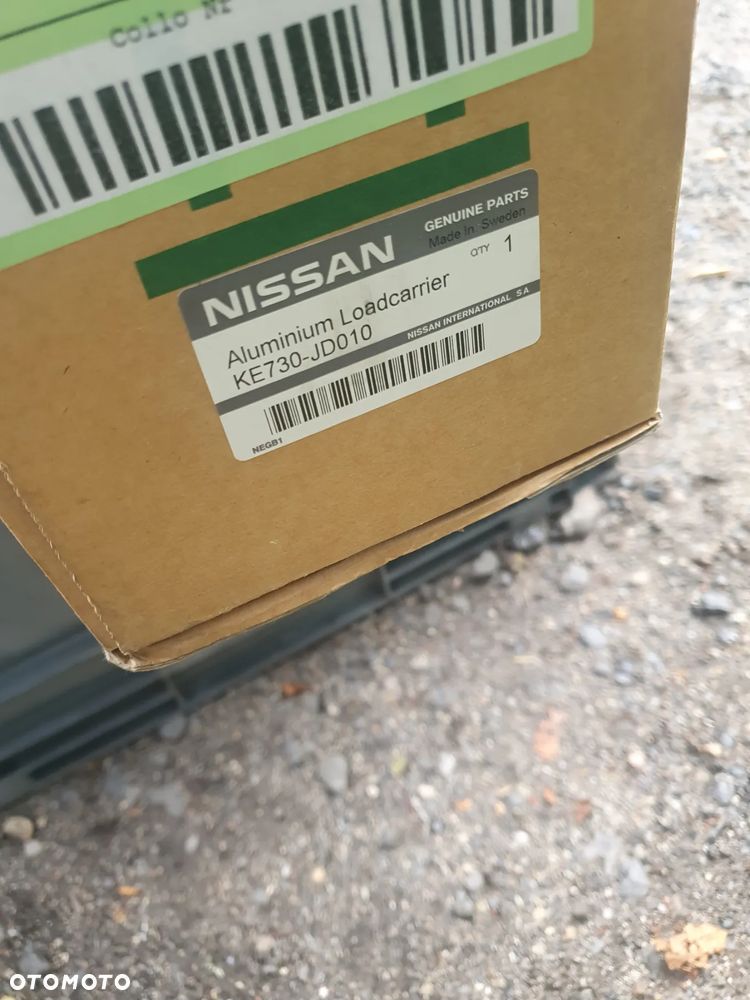 Collo Nr
NISSAN
GENUINE PARTS
Made In: Sweden
Aluminium Loadcarrier
QTY 1
KE730-JD010
NISSAN INTERNATIONAL SA
NEGB1
OTOMOTO